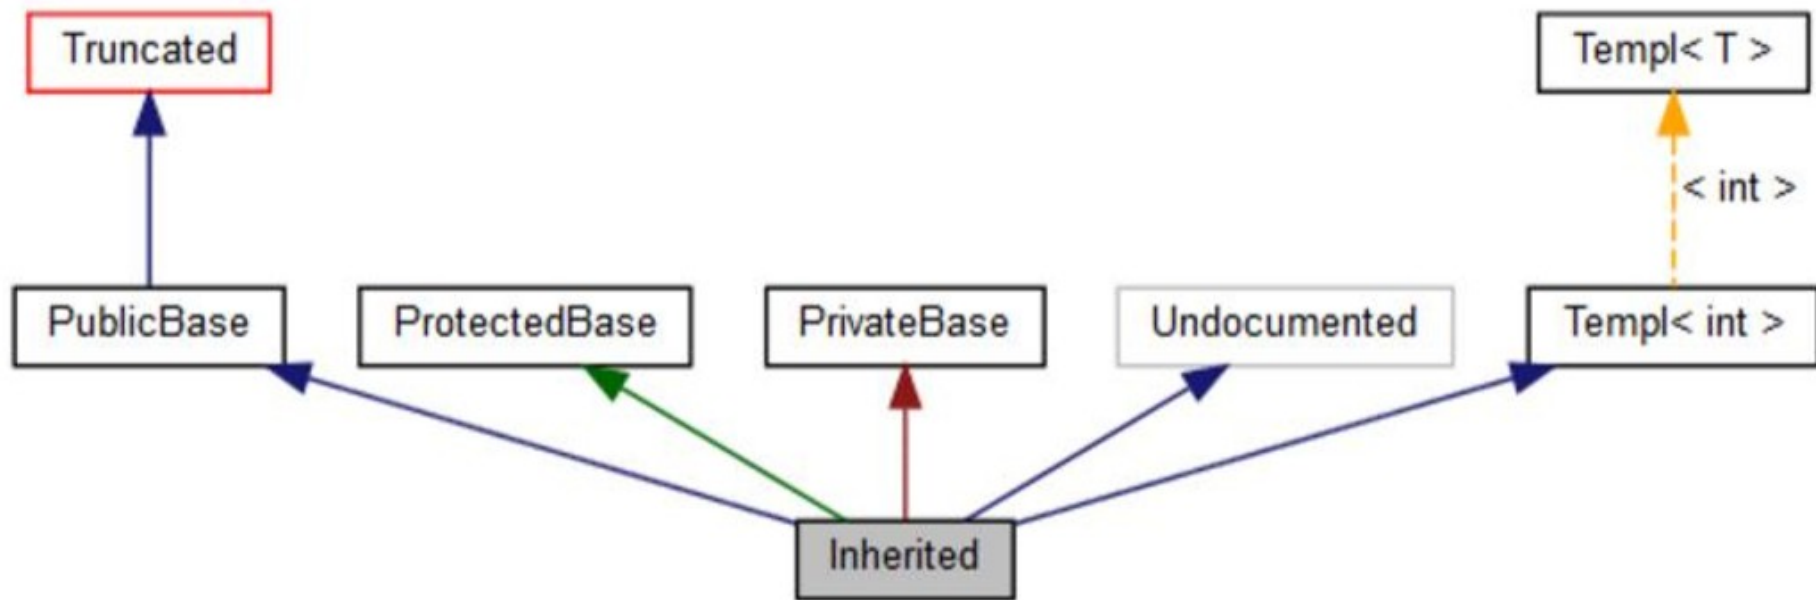 Truncated
Templ< T >
< int >
PublicBase
ProtectedBase
PrivateBase
Undocumented
Templ< int >
Inherited